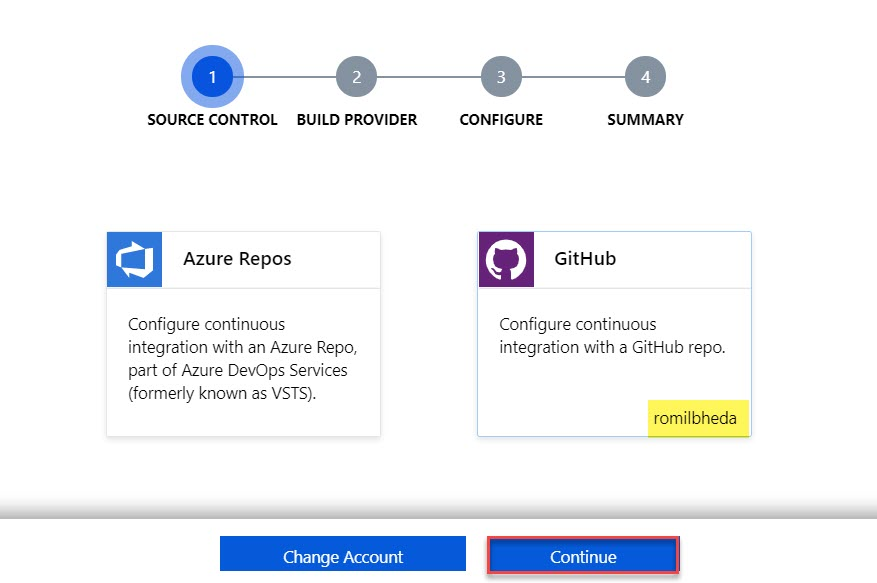 1
2
3
4
SOURCE CONTROL
BUILD PROVIDER
CONFIGURE
SUMMARY
Azure Repos
Configure continuous
integration with an Azure Repo,
part of Azure DevOps Services
(formerly known as VSTS).
GitHub
Configure continuous
integration with a GitHub repo.
romilbheda
Change Account
Continue